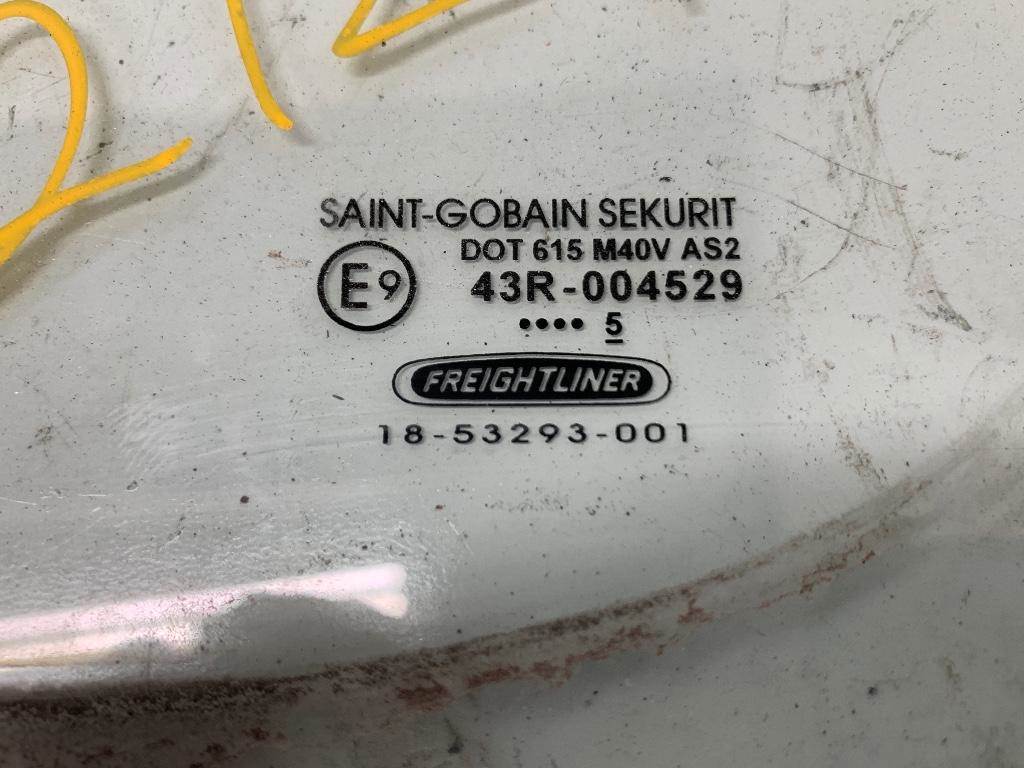 SAINT-GOBAIN SEKURIT
DOT 615 M40V AS2
E9
43R-004529
•••• 5
FREIGHTLINER
18-53293-001